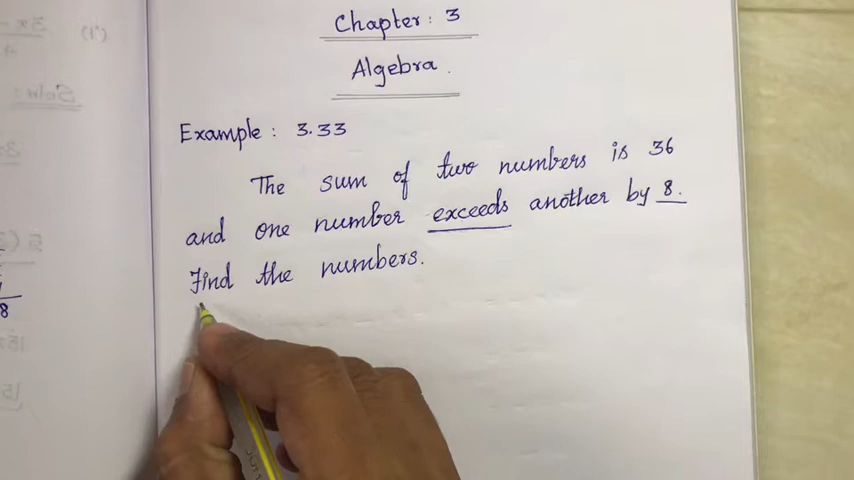 Chapter : 3
Algebra.
Example : 3.33
The sum of two numbers is 36
and one number exceeds another by 8.
Find the numbers.
8